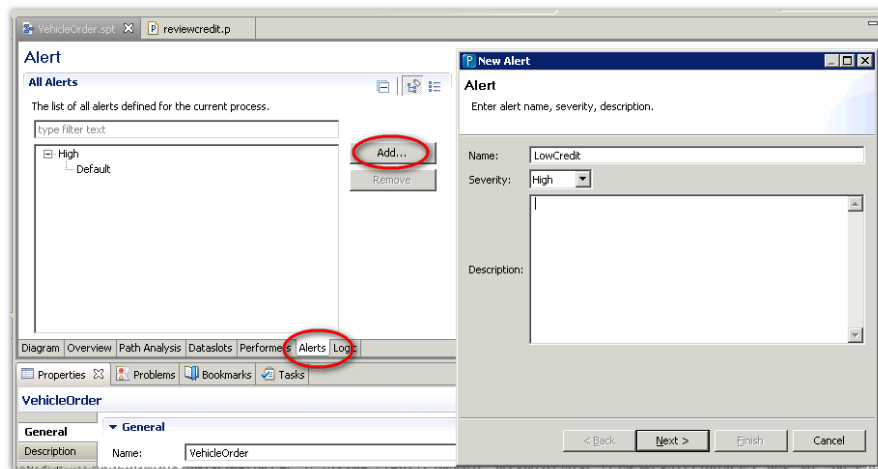 VehicleOrder.spt reviewcredit.p
Alert
All Alerts
The list of all alerts defined for the current process.
type filter text
High
Default
Add...
Remove
Diagram Overview Path Analysis Dataslots Performers Alerts Logic
Properties Problems Bookmarks Tasks
VehicleOrder
General
Description
General
Name: VehicleOrder
New Alert
Alert
Enter alert name, severity, description.
Name: LowCredit
Severity: High
Description:
< Back Next > Finish Cancel